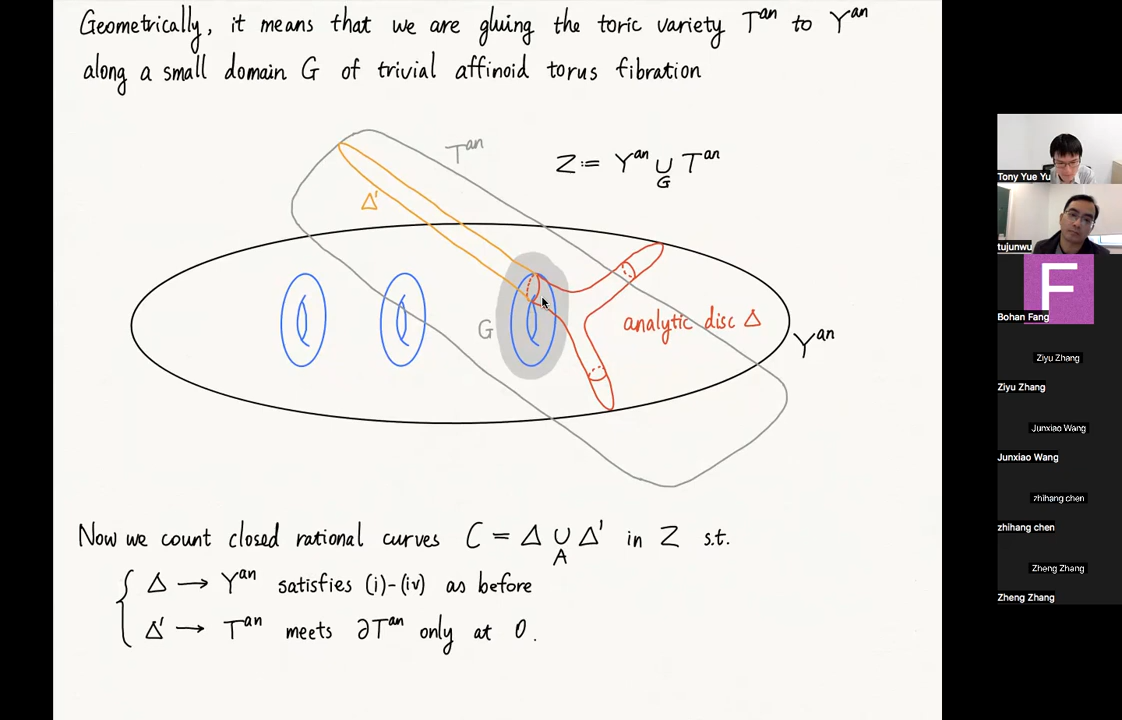 Geometrically, it means that we are gluing the toric variety T^an to Y^an
along a small domain G of trivial affinoid torus fibration
T^an
Z := Y^an ∪_G T^an
Δ'
G
analytic disc Δ
Y^an
Now we count closed rational curves C = Δ ∪_A Δ' in Z s.t.
Δ → Y^an satisfies (i)-(iv) as before
Δ' → T^an meets ∂T^an only at 0.
Tony Yue Yu
tujunwu
F
Bohan Fang
Ziyu Zhang
Ziyu Zhang
Junxiao Wang
Junxiao Wang
zhihang chen
zhihang chen
Zheng Zhang
Zheng Zhang